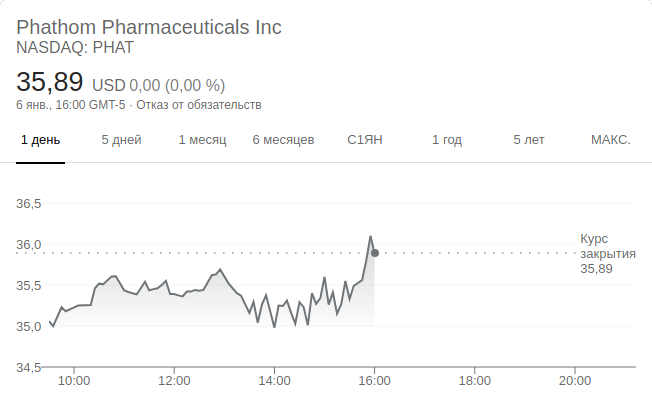 Phathom Pharmaceuticals Inc
NASDAQ: PHAT
35,89 USD 0,00 (0,00 %)
6 янв., 16:00 GMT-5 · Отказ от обязательств
1 день 5 дней 1 месяц 6 месяцев С1ЯН 1 год 5 лет МАКС.
36,5
36,0
35,5
35,0
34,5
Курс
закрытия
35,89
10:00 12:00 14:00 16:00 18:00 20:00